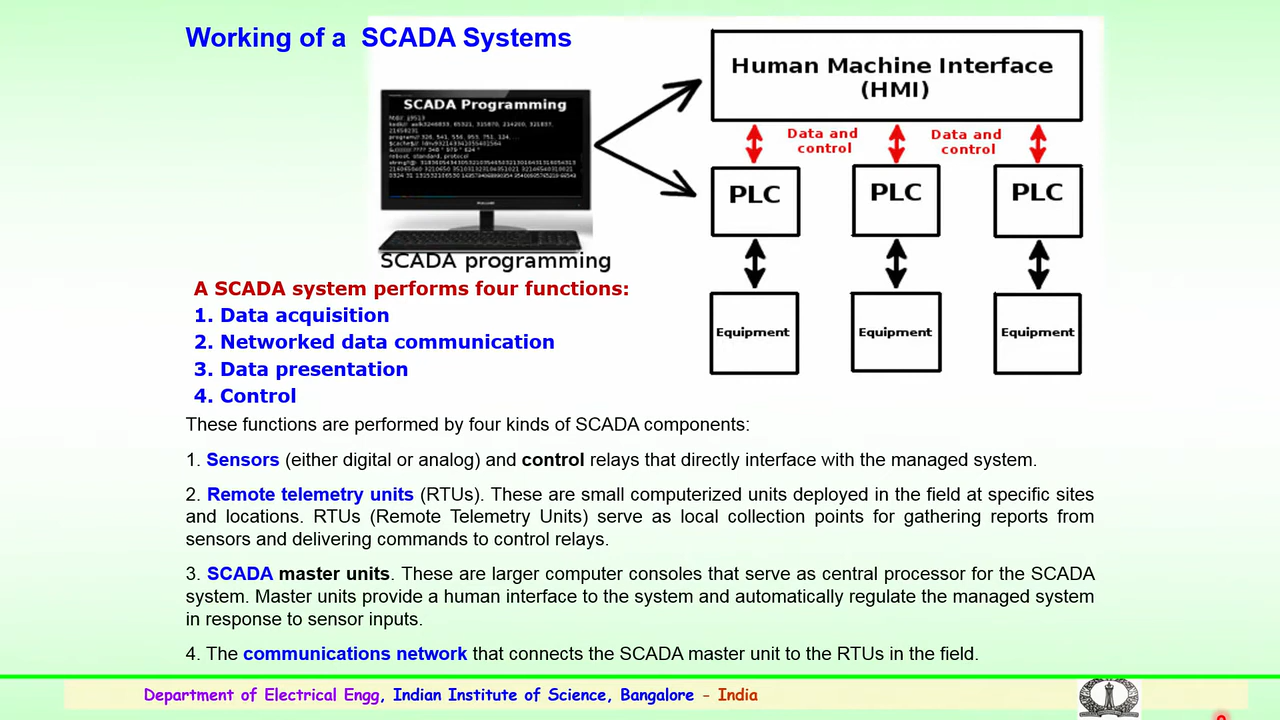 Working of a SCADA Systems
SCADA Programming
SCADA programming
Human Machine Interface
(HMI)
Data and
control
Data and
control
PLC
PLC
PLC
Equipment
Equipment
Equipment
A SCADA system performs four functions:
1. Data acquisition
2. Networked data communication
3. Data presentation
4. Control
These functions are performed by four kinds of SCADA components:
1. Sensors (either digital or analog) and control relays that directly interface with the managed system.
2. Remote telemetry units (RTUs). These are small computerized units deployed in the field at specific sites
and locations. RTUs (Remote Telemetry Units) serve as local collection points for gathering reports from
sensors and delivering commands to control relays.
3. SCADA master units. These are larger computer consoles that serve as central processor for the SCADA
system. Master units provide a human interface to the system and automatically regulate the managed system
in response to sensor inputs.
4. The communications network that connects the SCADA master unit to the RTUs in the field.
Department of Electrical Engg, Indian Institute of Science, Bangalore - India